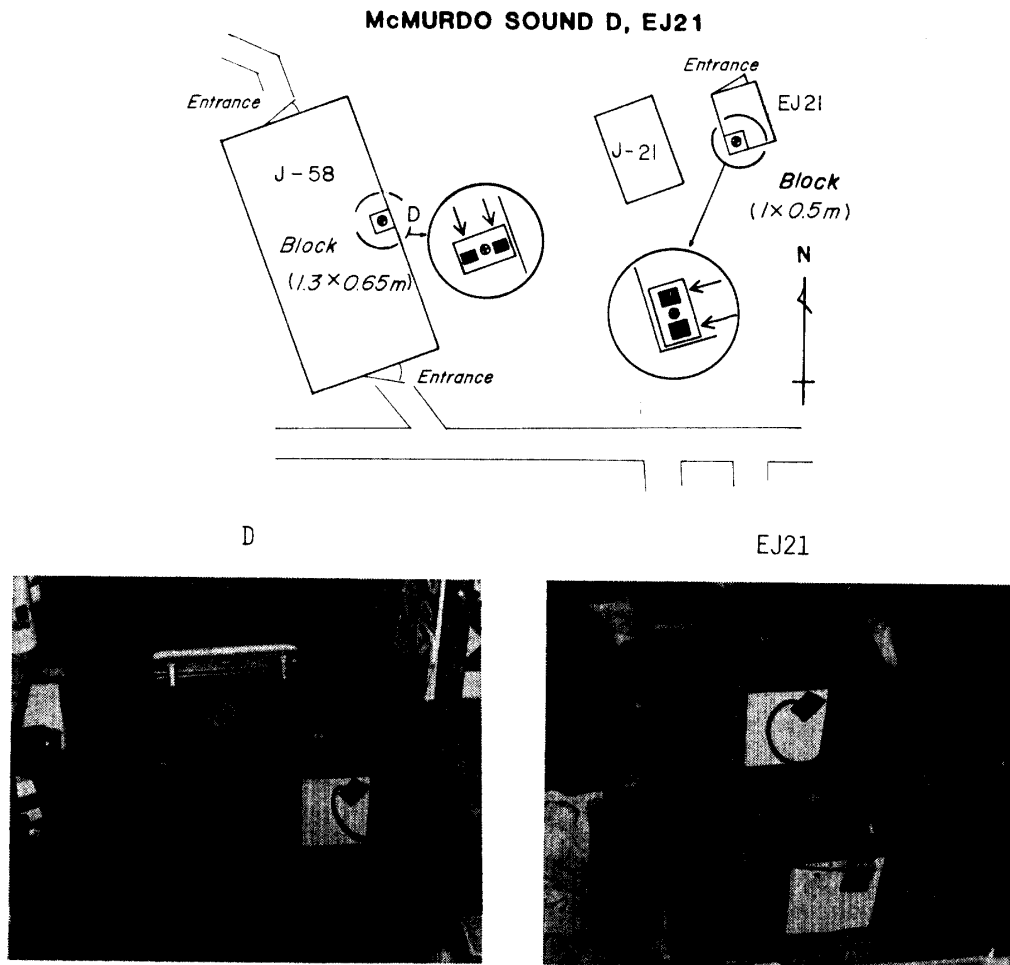 McMURDO SOUND D, EJ21
Entrance
Entrance
EJ21
J-58
J-21
D
Block
(1×0.5m)
Block
(1.3×0.65m)
N
Entrance
D
EJ21